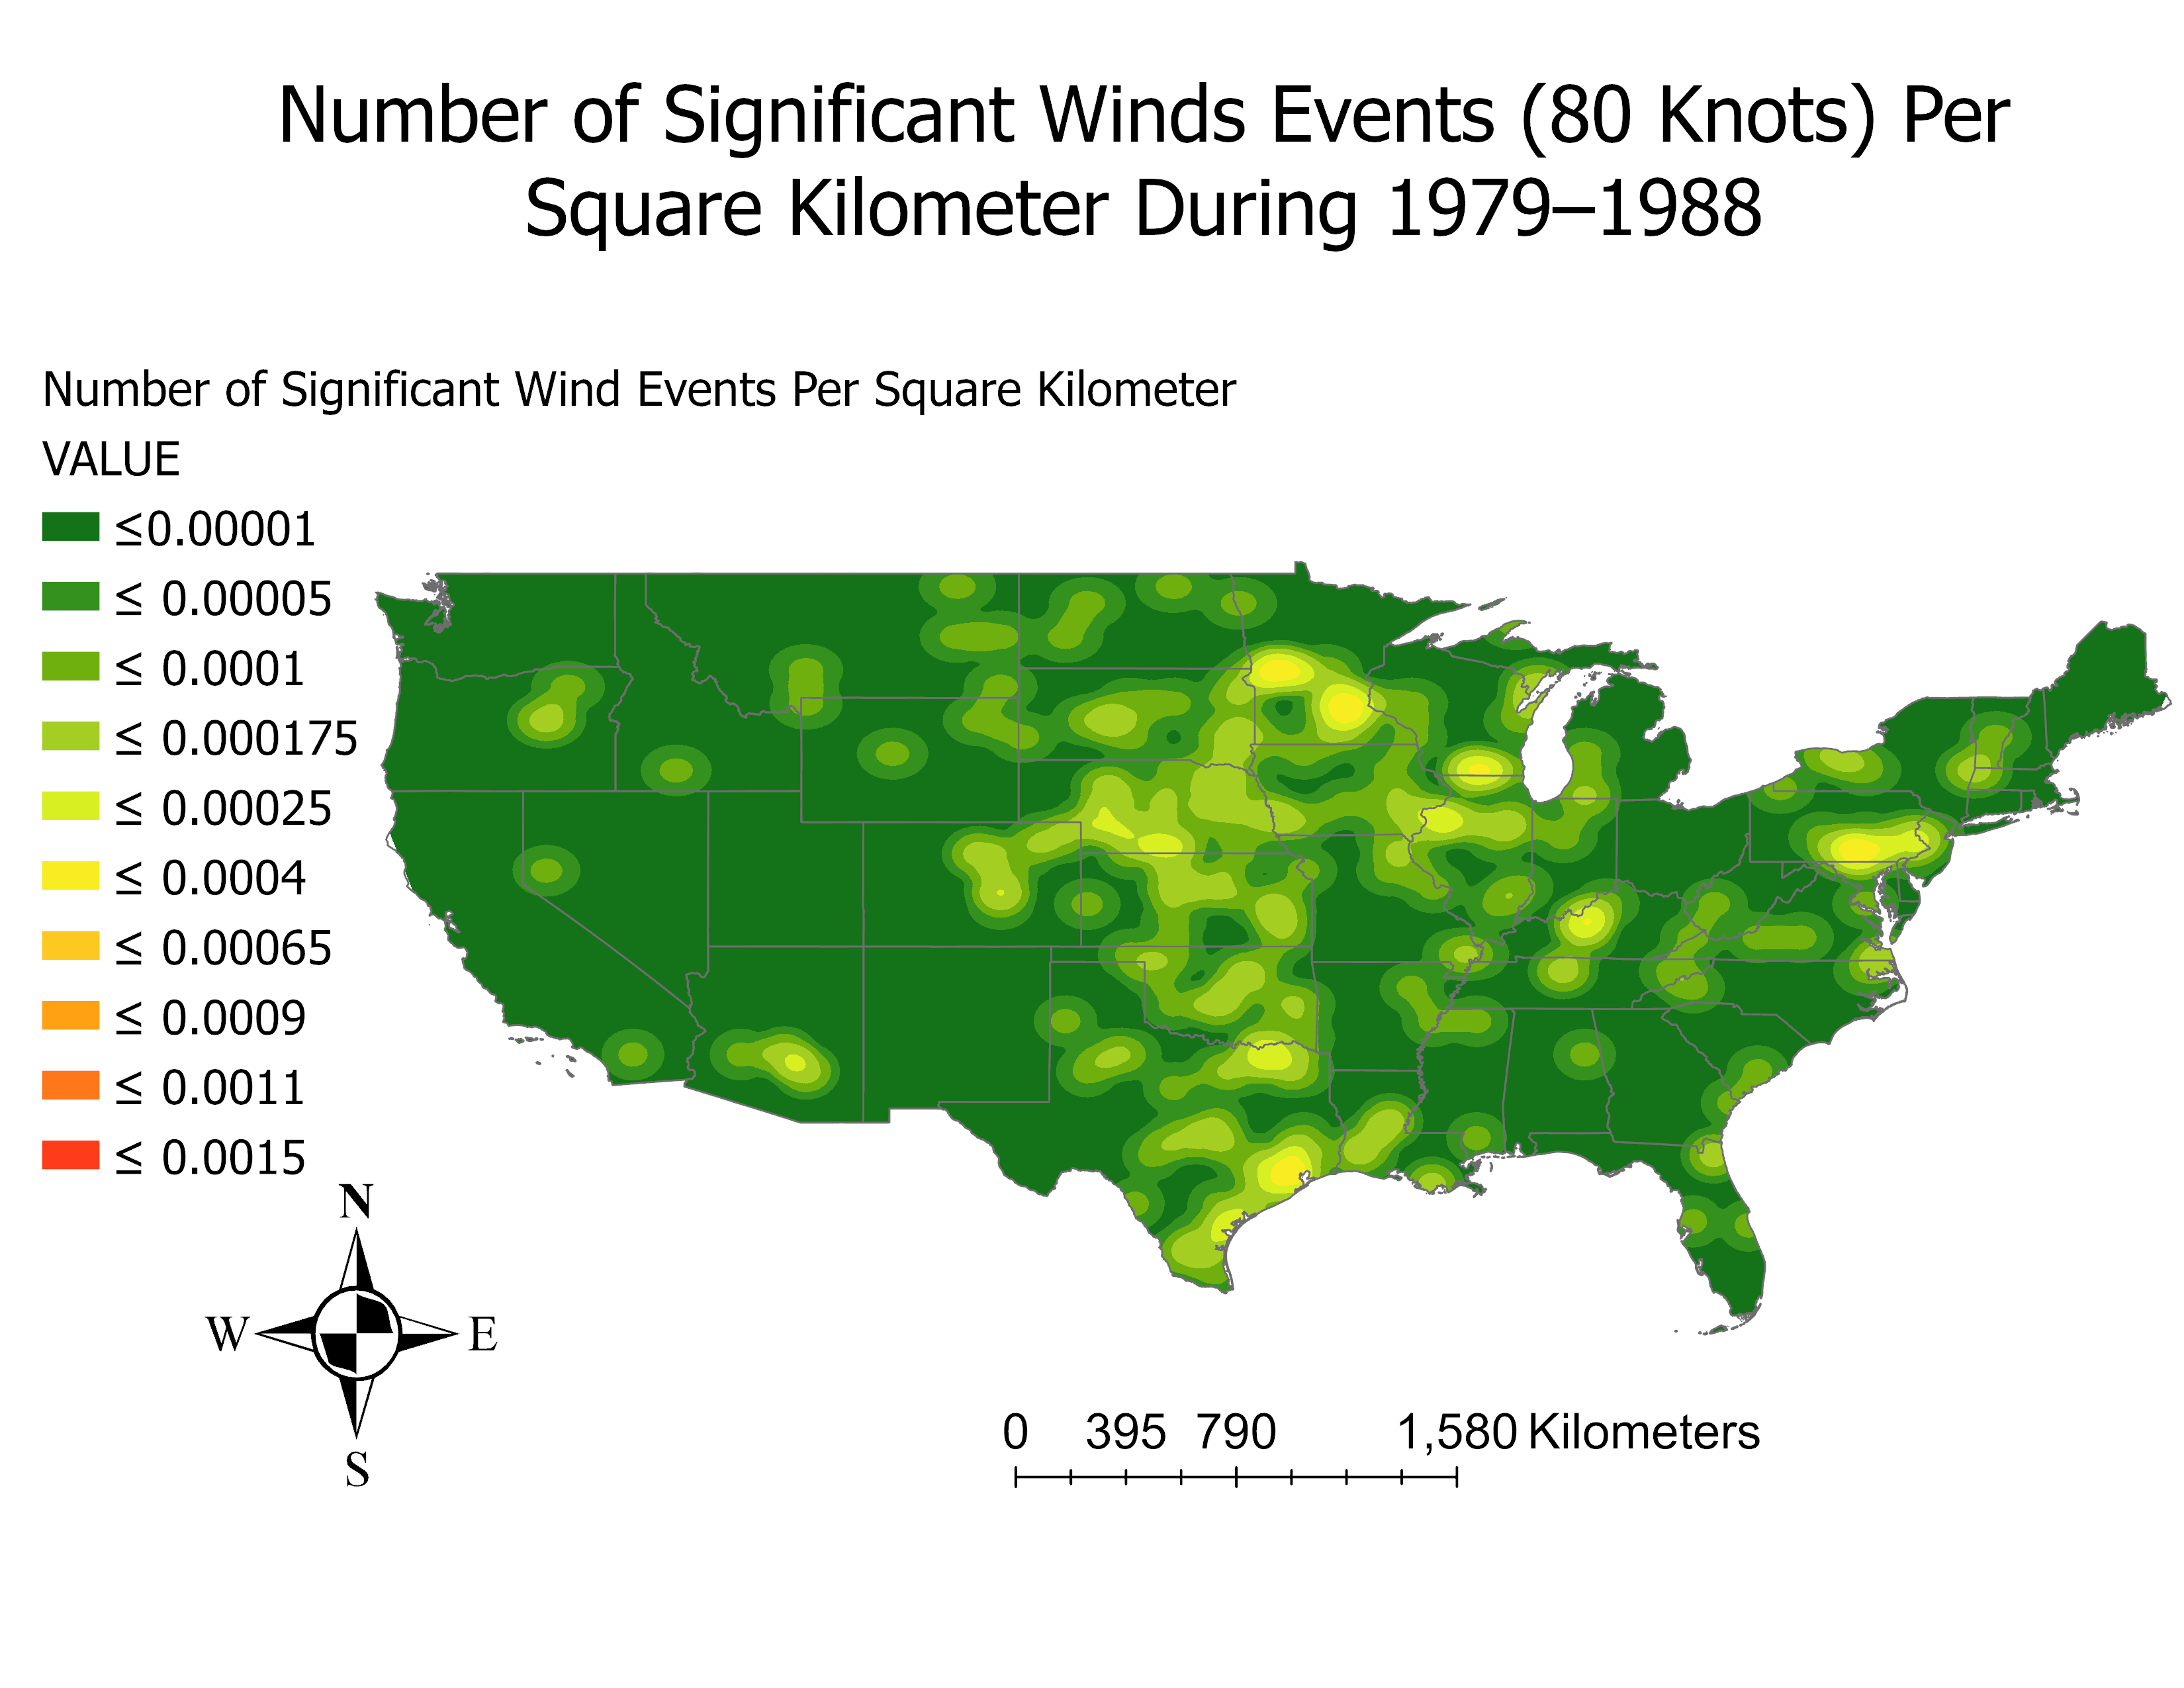 Number of Significant Winds Events (80 Knots) Per
Square Kilometer During 1979–1988
Number of Significant Wind Events Per Square Kilometer
VALUE
≤0.00001
≤ 0.00005
≤ 0.0001
≤ 0.000175
≤ 0.00025
≤ 0.0004
≤ 0.00065
≤ 0.0009
≤ 0.0011
≤ 0.0015
N
W E
S
0 395 790 1,580 Kilometers